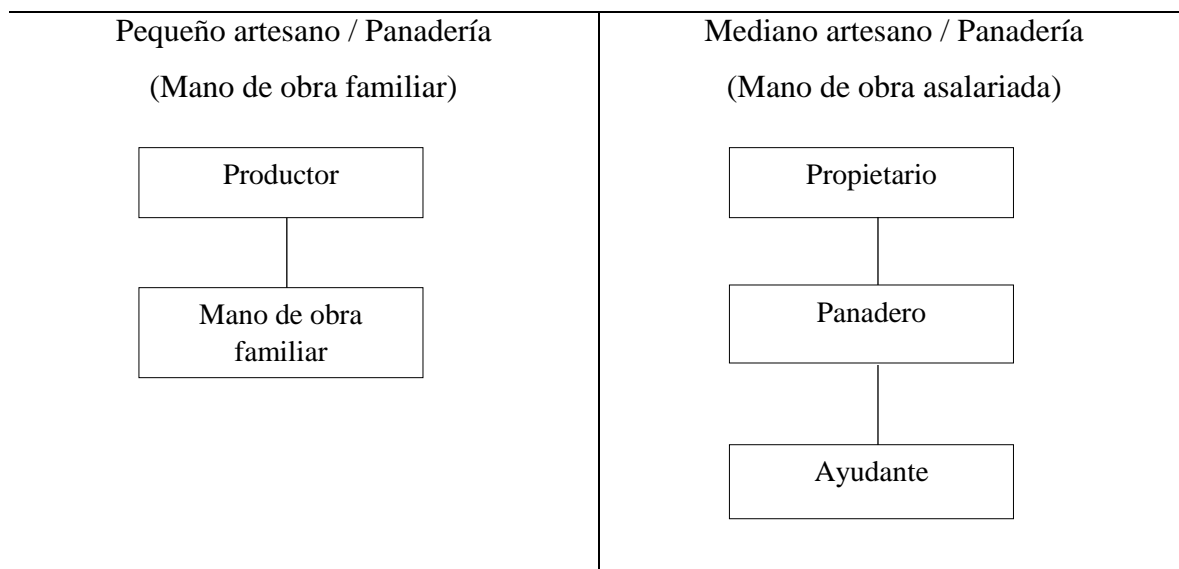 Pequeño artesano / Panadería
(Mano de obra familiar)
Productor
Mano de obra
familiar
Mediano artesano / Panadería
(Mano de obra asalariada)
Propietario
Panadero
Ayudante